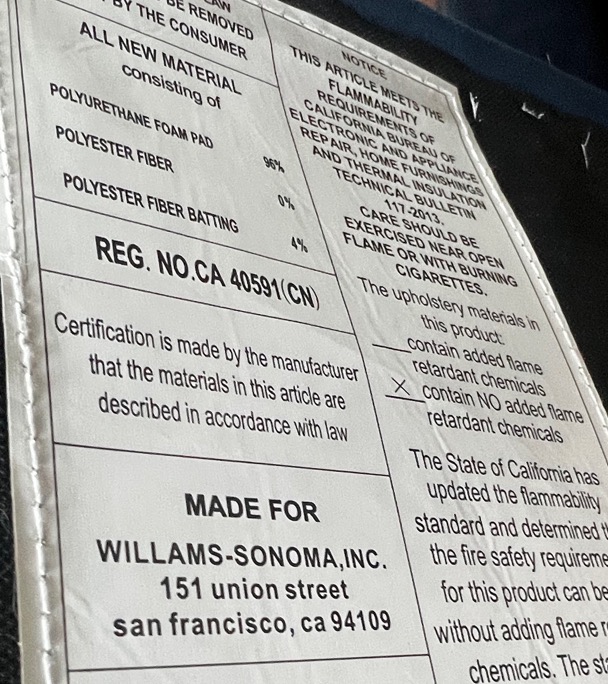 LAW
BE REMOVED
BY THE CONSUMER
ALL NEW MATERIAL
consisting of
POLYURETHANE FOAM PAD 96%
POLYESTER FIBER 0%
POLYESTER FIBER BATTING 4%
REG. NO.CA 40591(CN)
Certification is made by the manufacturer
that the materials in this article are
described in accordance with law
MADE FOR
WILLAMS-SONOMA,INC.
151 union street
san francisco, ca 94109
NOTICE
THIS ARTICLE MEETS THE
FLAMMABILITY
REQUIREMENTS OF
CALIFORNIA BUREAU OF
ELECTRONIC AND APPLIANCE
REPAIR, HOME FURNISHINGS
AND THERMAL INSULATION
TECHNICAL BULLETIN
117-2013.
CARE SHOULD BE
EXERCISED NEAR OPEN
FLAME OR WITH BURNING
CIGARETTES.
The upholstery materials in
this product:
___contain added flame
retardant chemicals
_X_contain NO added flame
retardant chemicals
The State of California has
updated the flammability
standard and determined t
the fire safety requireme
for this product can be
without adding flame r
chemicals. The sta